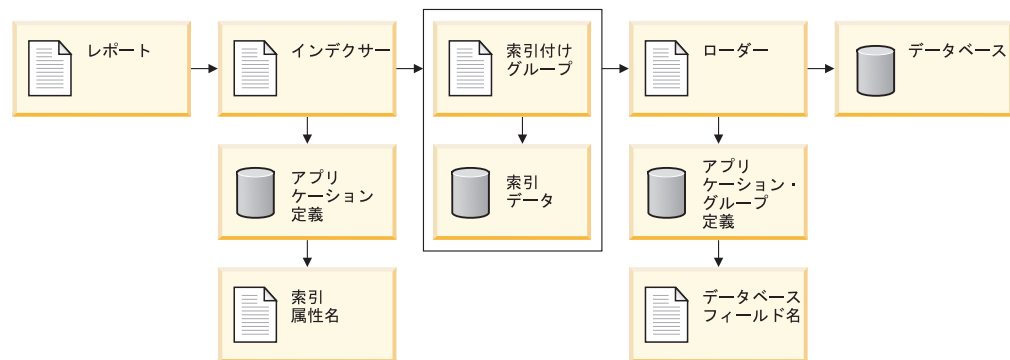 レポート
インデクサー
索引付け
グループ
ローダー
データベース
アプリ
ケーション
定義
索引
データ
アプリ
ケーション・
グループ
定義
索引
属性名
データベース
フィールド名